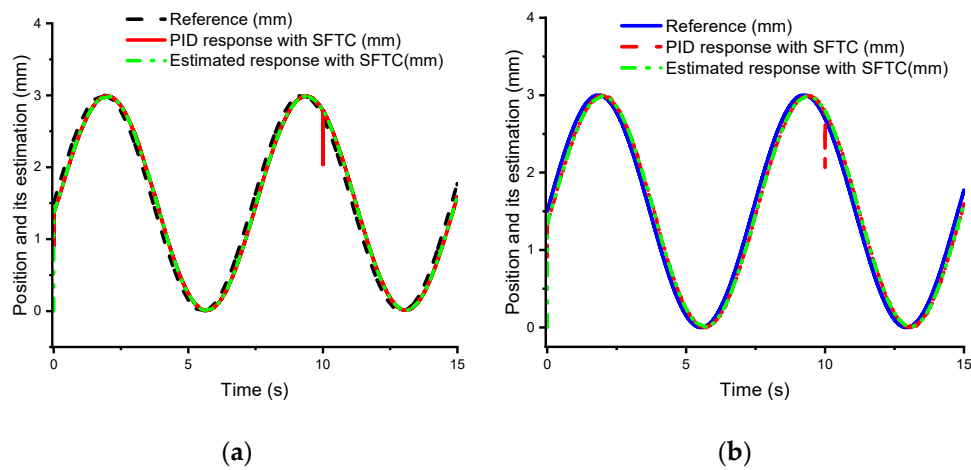 Reference (mm)
PID response with SFTC (mm)
Estimated response with SFTC(mm)
Position and its estimation (mm)
4
3
2
1
0
0
5
10
15
Time (s)
(a)
Reference (mm)
PID response with SFTC (mm)
Estimated response with SFTC(mm)
Position and its estimation (mm)
4
3
2
1
0
0
5
10
15
Time (s)
(b)